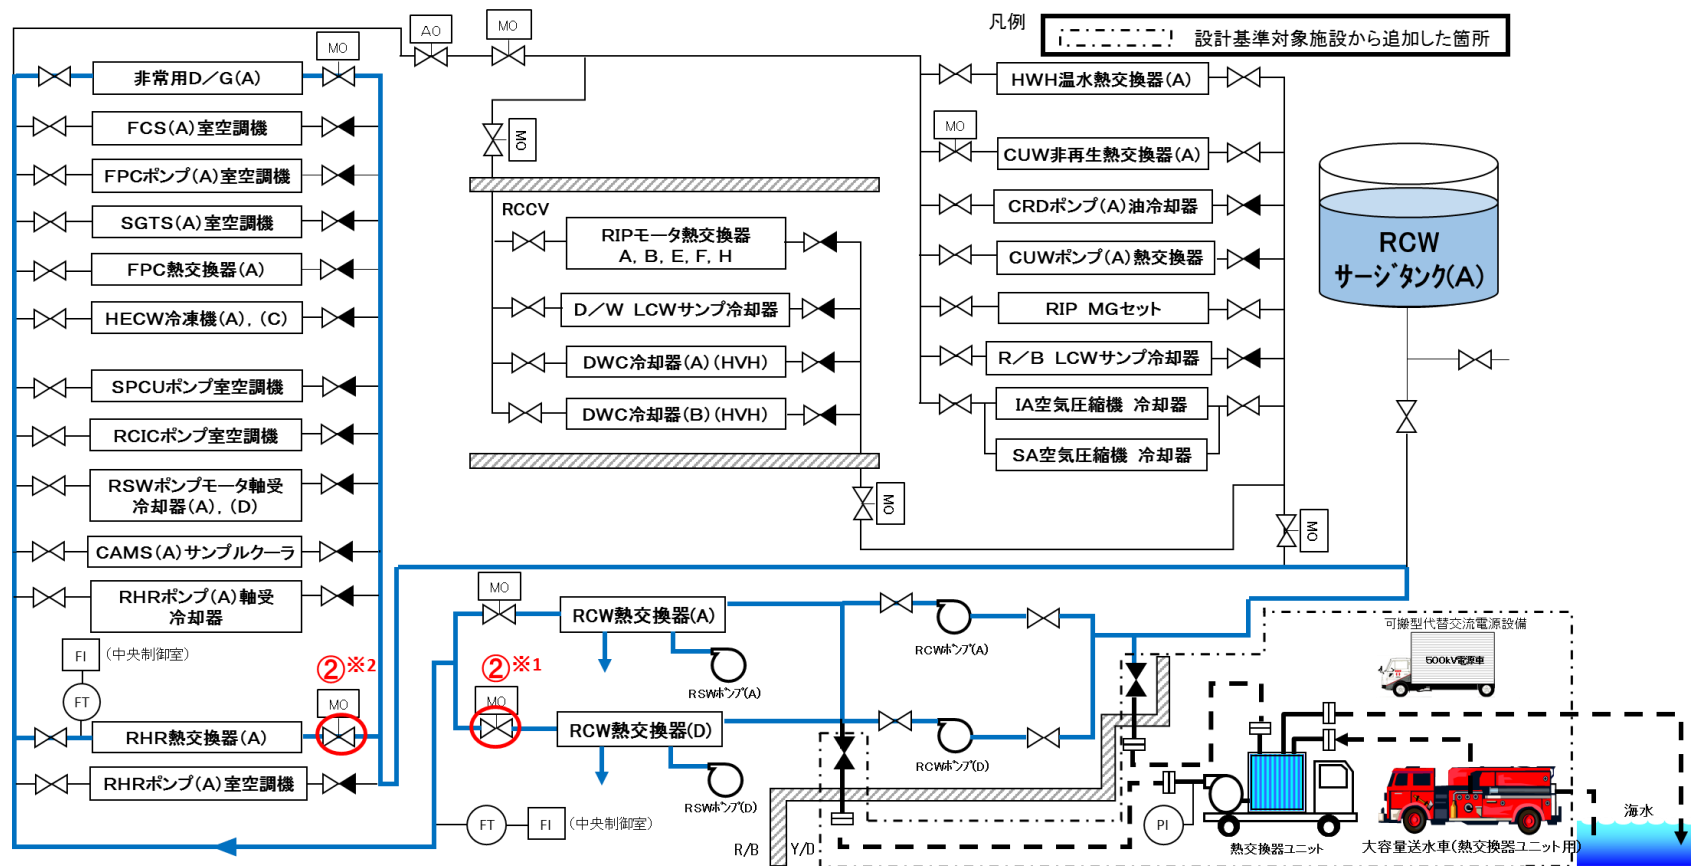 凡例
設計基準対象施設から追加した箇所
AO
MO
MO
非常用D/G(A)
FCS(A)室空調機
FPCポンプ(A)室空調機
SGTS(A)室空調機
FPC熱交換器(A)
HECW冷凍機(A), (C)
SPCUポンプ室空調機
RCICポンプ室空調機
RSWポンプモータ軸受
冷却器(A), (D)
CAMS(A)サンプルクーラ
RHRポンプ(A)軸受
冷却器
FI
(中央制御室)
FT
②※2
MO
RHR熱交換器(A)
RHRポンプ(A)室空調機
MO
RCCV
RIPモータ熱交換器
A, B, E, F, H
D/W LCWサンプ冷却器
DWC冷却器(A)(HVH)
DWC冷却器(B)(HVH)
MO
HWH温水熱交換器(A)
MO
CUW非再生熱交換器(A)
CRDポンプ(A)油冷却器
CUWポンプ(A)熱交換器
RIP MGセット
R/B LCWサンプ冷却器
IA空気圧縮機 冷却器
SA空気圧縮機 冷却器
MO
RCW
サージタンク(A)
MO
RCW熱交換器(A)
RSWポンプ(A)
RCWポンプ(A)
②※1
MO
RCW熱交換器(D)
RSWポンプ(D)
RCWポンプ(D)
FT
FI
(中央制御室)
R/B
Y/D
可搬型代替交流電源設備
500kV電源車
PI
熱交換器ユニット
大容量送水車(熱交換器ユニット用)
海水